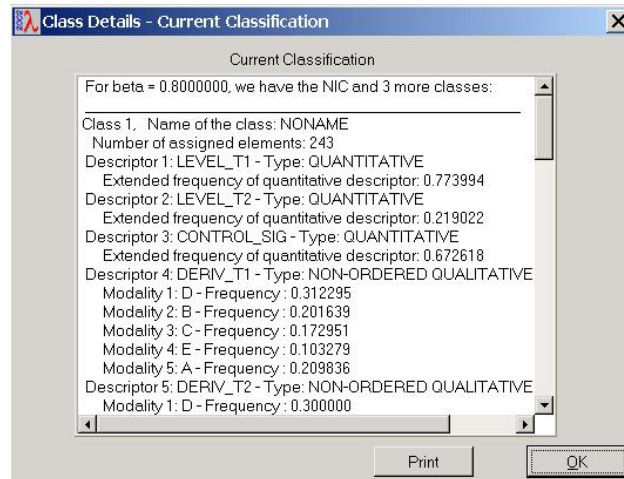 Class Details - Current Classification
Current Classification
For beta = 0.8000000, we have the NIC and 3 more classes:
Class 1, Name of the class: NONAME
Number of assigned elements: 243
Descriptor 1: LEVEL_T1 - Type: QUANTITATIVE
Extended frequency of quantitative descriptor: 0.773994
Descriptor 2: LEVEL_T2 - Type: QUANTITATIVE
Extended frequency of quantitative descriptor: 0.219022
Descriptor 3: CONTROL_SIG - Type: QUANTITATIVE
Extended frequency of quantitative descriptor: 0.672618
Descriptor 4: DERIV_T1 - Type: NON-ORDERED QUALITATIVE
Modality 1: D - Frequency : 0.312295
Modality 2: B - Frequency : 0.201639
Modality 3: C - Frequency : 0.172951
Modality 4: E - Frequency : 0.103279
Modality 5: A - Frequency : 0.209836
Descriptor 5: DERIV_T2 - Type: NON-ORDERED QUALITATIVE
Modality 1: D - Frequency : 0.300000
Print
OK